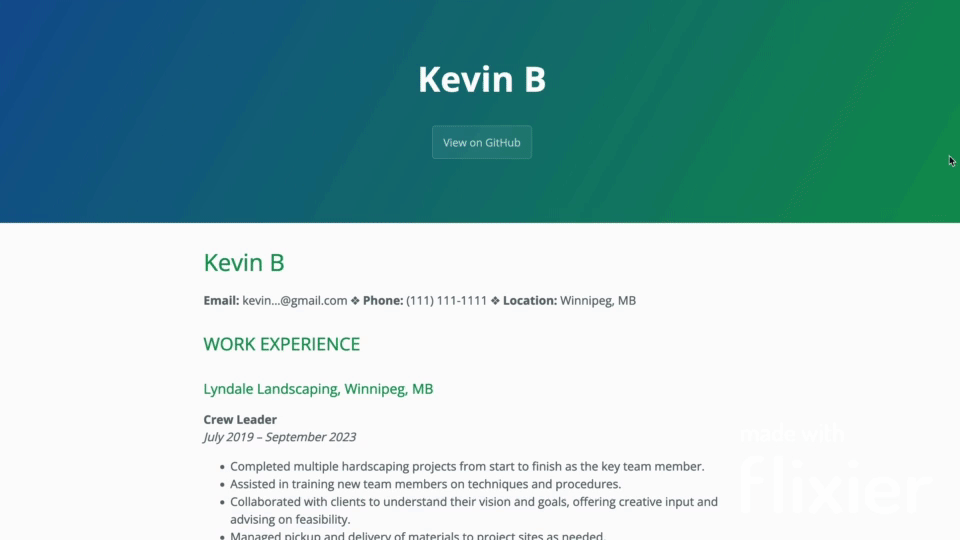 Kevin B
View on GitHub
Kevin B
Email: kevin...@gmail.com ❖ Phone: (111) 111-1111 ❖ Location: Winnipeg, MB
WORK EXPERIENCE
Lyndale Landscaping, Winnipeg, MB
Crew Leader
July 2019 – September 2023
• Completed multiple hardscaping projects from start to finish as the key team member.
• Assisted in training new team members on techniques and procedures.
• Collaborated with clients to understand their vision and goals, offering creative input and
advising on feasibility.
• Managed pickup and delivery of materials to project sites as needed.
made with
flixier